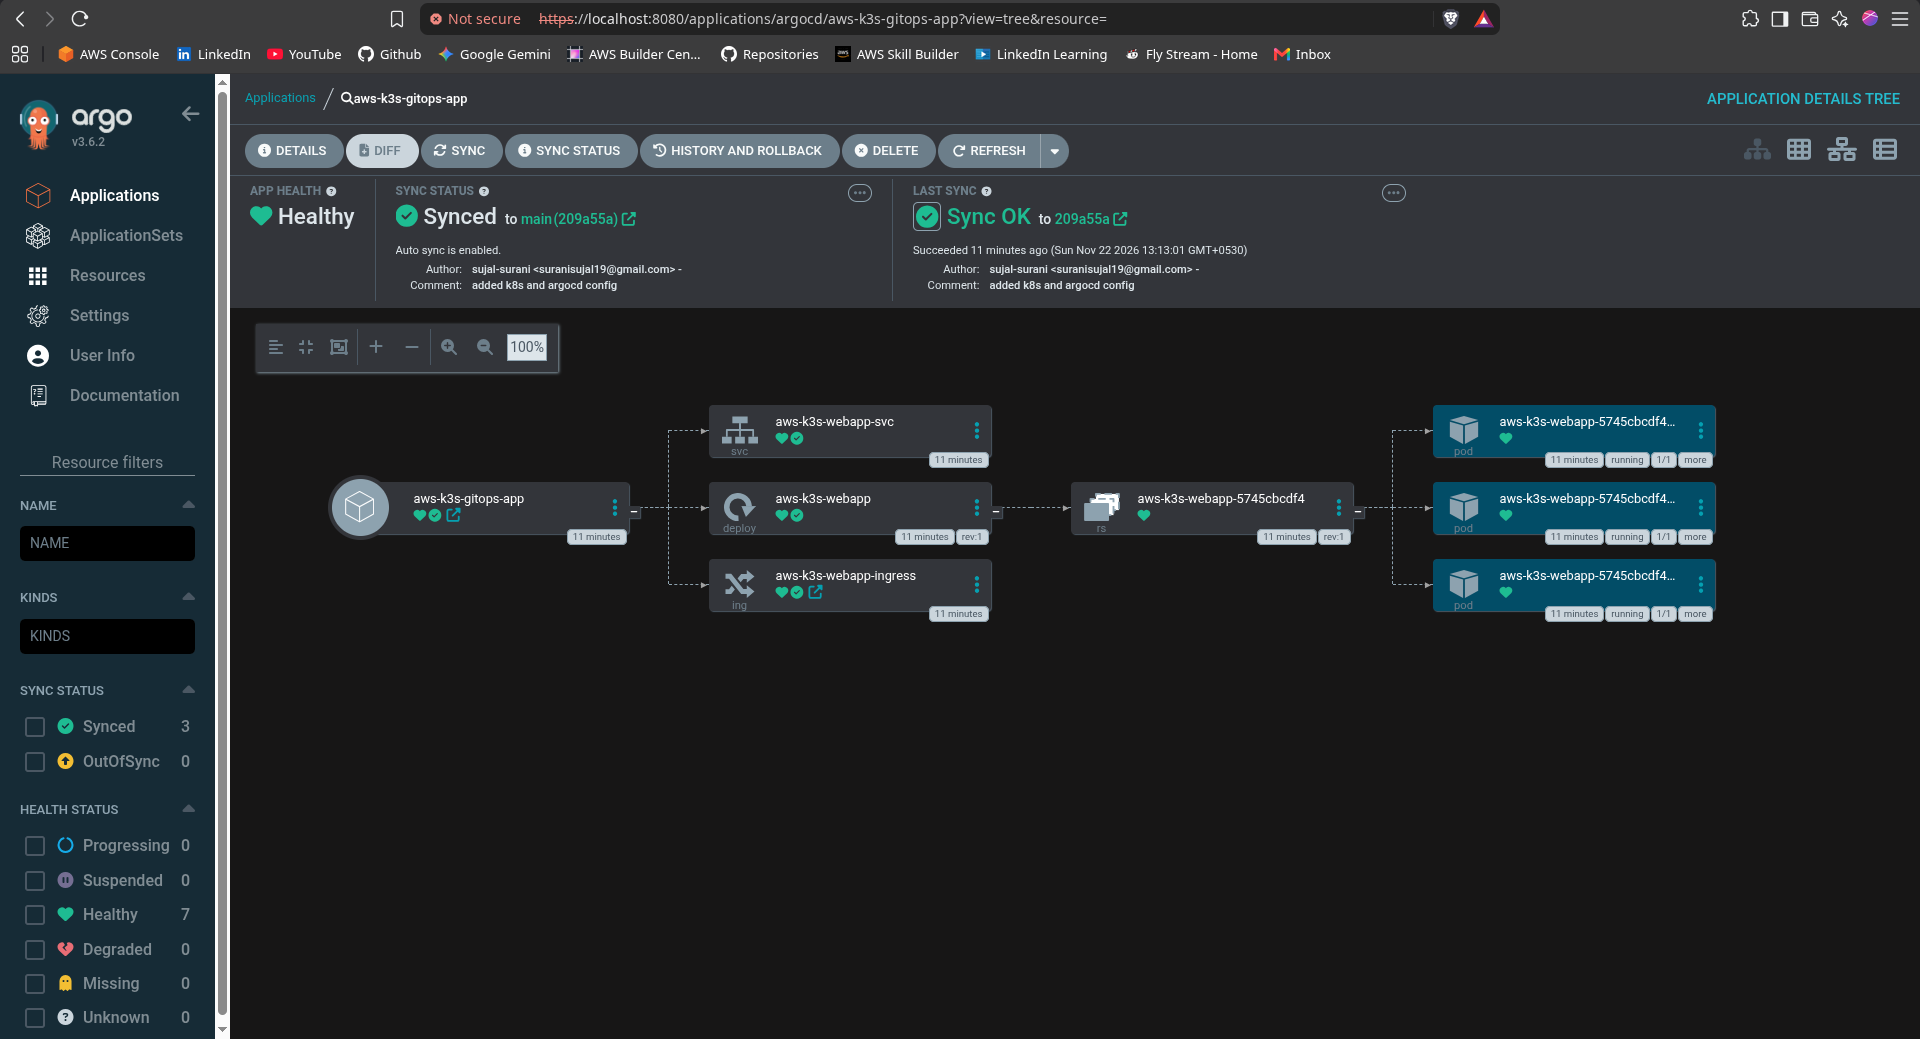 Not secure https://localhost:8080/applications/argocd/aws-k3s-gitops-app?view=tree&resource=
AWS Console LinkedIn YouTube Github Google Gemini AWS Builder Cen... Repositories AWS Skill Builder LinkedIn Learning Fly Stream - Home Inbox
argo
v3.6.2
Applications
ApplicationSets
Resources
Settings
User Info
Documentation
Resource filters
NAME
NAME
KINDS
KINDS
SYNC STATUS
Synced 3
OutOfSync 0
HEALTH STATUS
Progressing 0
Suspended 0
Healthy 7
Degraded 0
Missing 0
Unknown 0
Applications / aws-k3s-gitops-app
APPLICATION DETAILS TREE
DETAILS DIFF SYNC SYNC STATUS HISTORY AND ROLLBACK DELETE REFRESH
APP HEALTH
Healthy
SYNC STATUS
Synced to main (209a55a)
Auto sync is enabled.
Author: sujal-surani <suranisujal19@gmail.com> -
Comment: added k8s and argocd config
LAST SYNC
Sync OK to 209a55a
Succeeded 11 minutes ago (Sun Nov 22 2026 13:13:01 GMT+0530)
Author: sujal-surani <suranisujal19@gmail.com> -
Comment: added k8s and argocd config
100%
aws-k3s-gitops-app
11 minutes
aws-k3s-webapp-svc
svc
11 minutes
aws-k3s-webapp
deploy
11 minutes rev:1
aws-k3s-webapp-ingress
ing
11 minutes
aws-k3s-webapp-5745cbcdf4
rs
11 minutes rev:1
aws-k3s-webapp-5745cbcdf4...
pod
11 minutes running 1/1 more
aws-k3s-webapp-5745cbcdf4...
pod
11 minutes running 1/1 more
aws-k3s-webapp-5745cbcdf4...
pod
11 minutes running 1/1 more